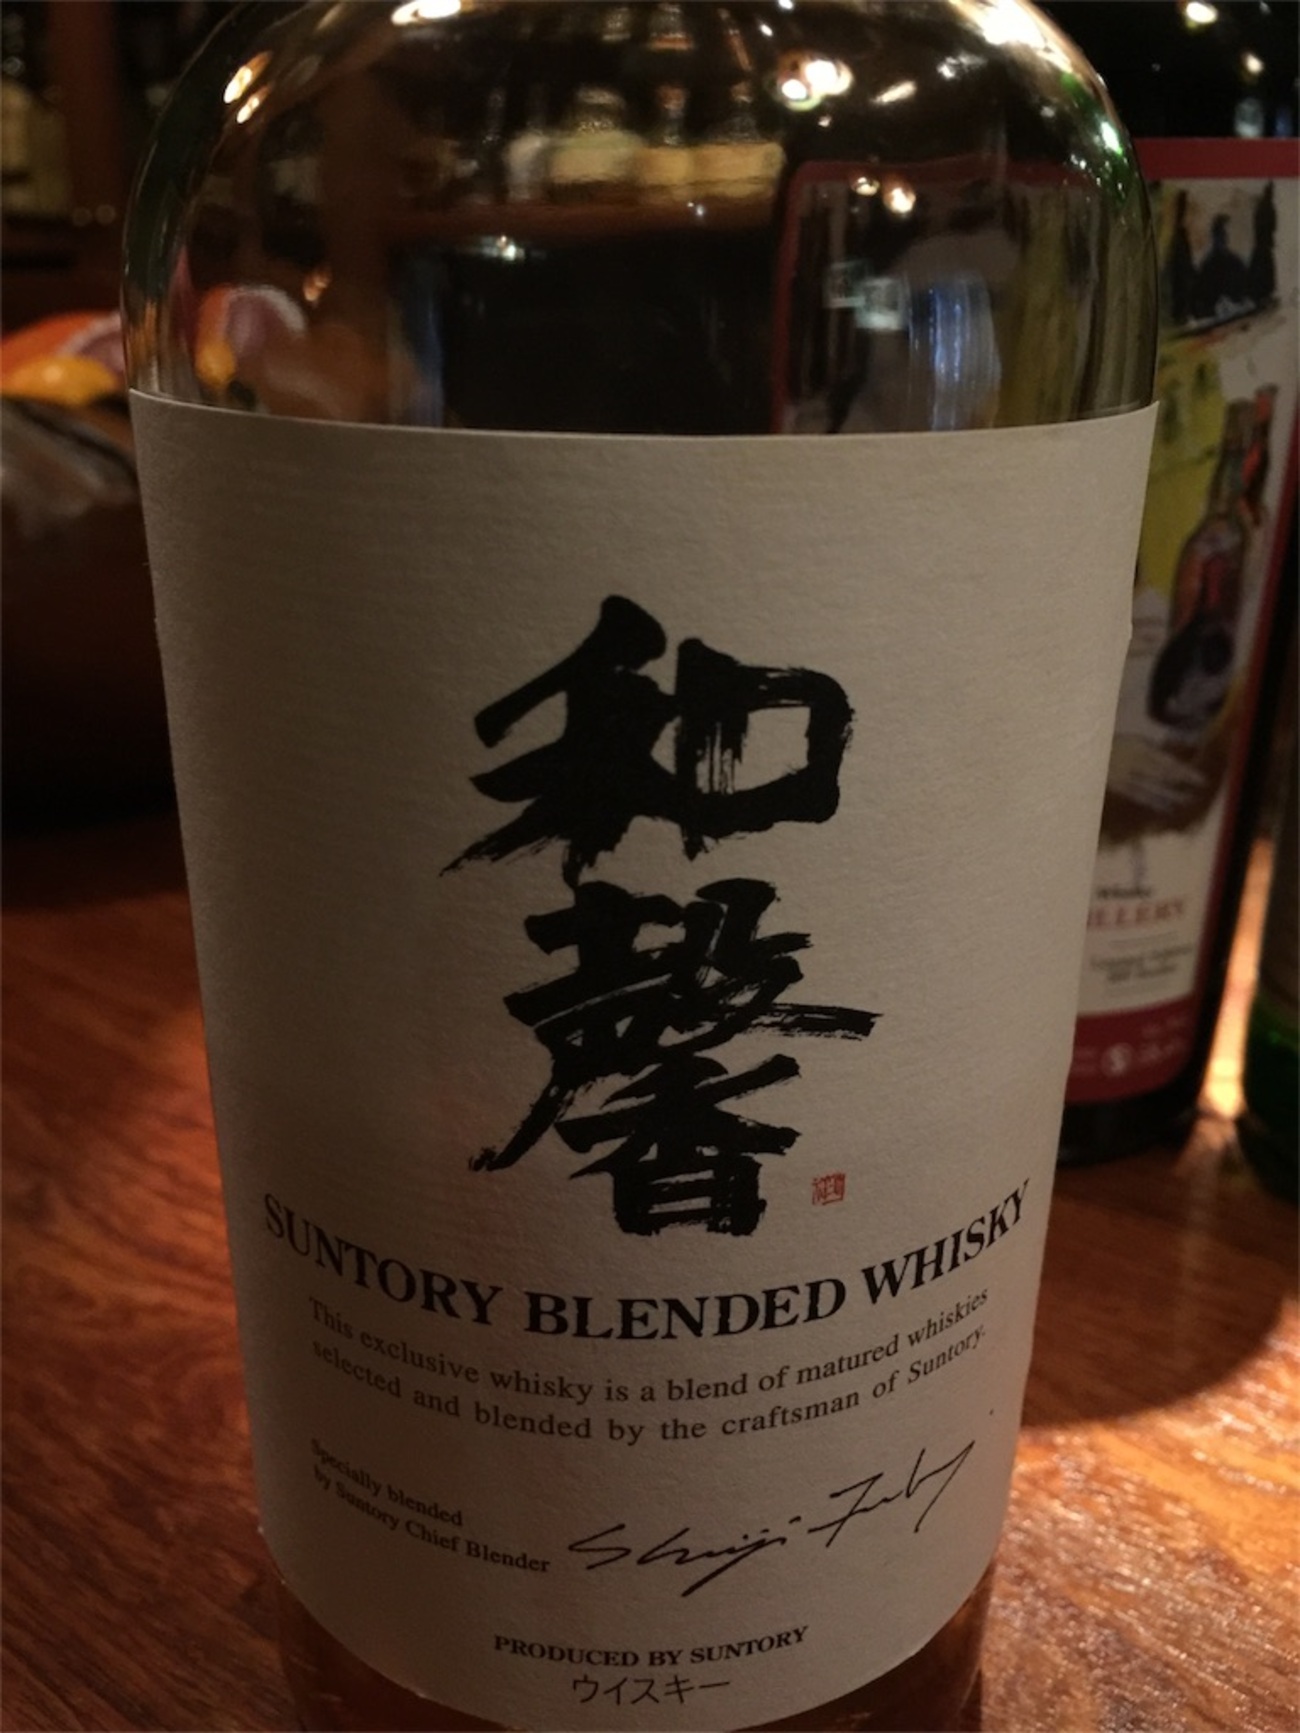 和
馨
SUNTORY BLENDED WHISKY
This exclusive whisky is a blend of matured whiskies
selected and blended by the craftsman of Suntory.
Specially blended
by Suntory Chief Blender
PRODUCED BY SUNTORY
ウイスキー
Whisky